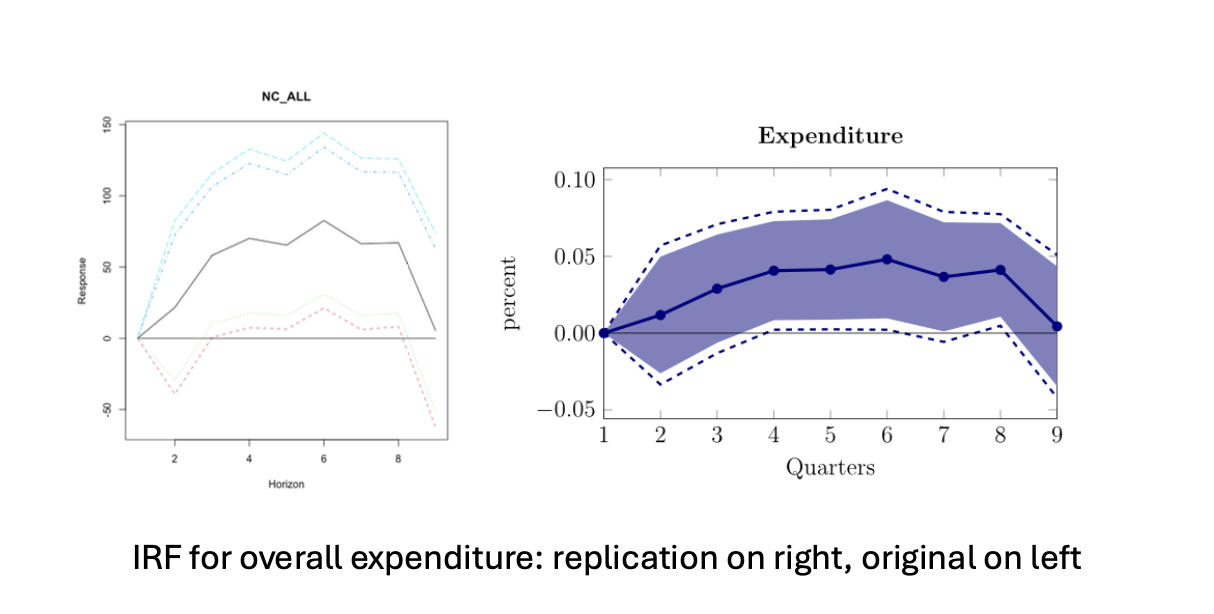 NC_ALL
150
100
50
0
-50
Response
2 4 6 8
Horizon
Expenditure
0.10
0.05
0.00
−0.05
percent
1 2 3 4 5 6 7 8 9
Quarters
IRF for overall expenditure: replication on right, original on left